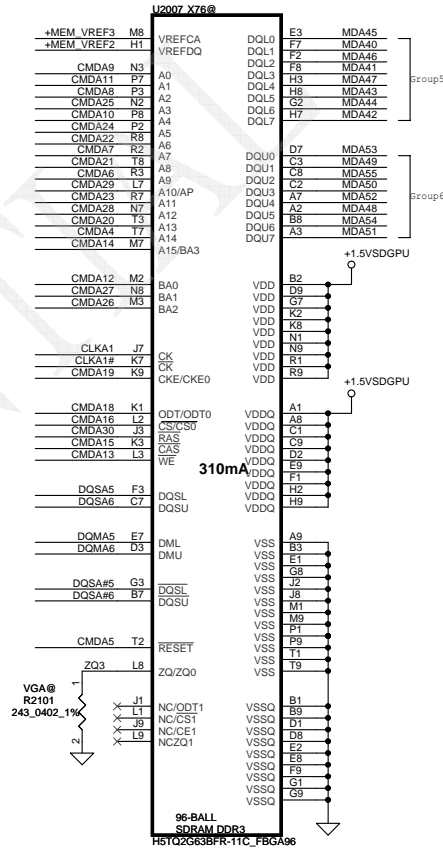 U2007 X76@
+MEM_VREF3 M8 VREFCA
+MEM_VREF2 H1 VREFDQ
CMDA9 N3 A0
CMDA11 P7 A1
CMDA8 P3 A2
CMDA25 N2 A3
CMDA10 P8 A4
CMDA24 P2 A5
CMDA22 R8 A6
CMDA7 R2 A7
CMDA21 T8 A8
CMDA6 R3 A9
CMDA29 L7 A10/AP
CMDA23 R7 A11
CMDA28 N7 A12
CMDA20 T3 A13
CMDA4 T7 A14
CMDA14 M7 A15/BA3
CMDA12 M2 BA0
CMDA27 N8 BA1
CMDA26 M3 BA2
CLKA1 J7 CK
CLKA1# K7 CK
CMDA19 K9 CKE/CKE0
CMDA18 K1 ODT/ODT0
CMDA16 L2 CS/CS0
CMDA30 J3 RAS
CMDA15 K3 CAS
CMDA13 L3 WE
310mA
DQSA5 F3 DQSL
DQSA6 C7 DQSU
DQMA5 E7 DML
DQMA6 D3 DMU
DQSA#5 G3 DQSL
DQSA#6 B7 DQSU
CMDA5 T2 RESET
ZQ3 L8 ZQ/ZQ0
1
VGA@
R2101
243_0402_1%
2
J1 NC/ODT1
L1 NC/CS1
J9 NC/CE1
L9 NCZQ1
DQL0 E3 MDA45
DQL1 F7 MDA40
DQL2 F2 MDA46
DQL3 F8 MDA41
DQL4 H3 MDA47
DQL5 H8 MDA43
DQL6 G2 MDA44
DQL7 H7 MDA42
Group5
DQU0 D7 MDA53
DQU1 C3 MDA49
DQU2 C8 MDA55
DQU3 C2 MDA50
DQU4 A7 MDA52
DQU5 A2 MDA48
DQU6 B8 MDA54
DQU7 A3 MDA51
Group6
+1.5VSDGPU
VDD B2
VDD D9
VDD G7
VDD K2
VDD K8
VDD N1
VDD N9
VDD R1
VDD R9
+1.5VSDGPU
VDDQ A1
VDDQ A8
VDDQ C1
VDDQ C9
VDDQ D2
VDDQ E9
VDDQ F1
VDDQ H2
VDDQ H9
VSS A9
VSS B3
VSS E1
VSS G8
VSS J2
VSS J8
VSS M1
VSS M9
VSS P1
VSS P9
VSS T1
VSS T9
VSSQ B1
VSSQ B9
VSSQ D1
VSSQ D8
VSSQ E2
VSSQ E8
VSSQ F9
VSSQ G1
VSSQ G9
96-BALL
SDRAM DDR3
H5TQ2G63BFR-11C_FBGA96